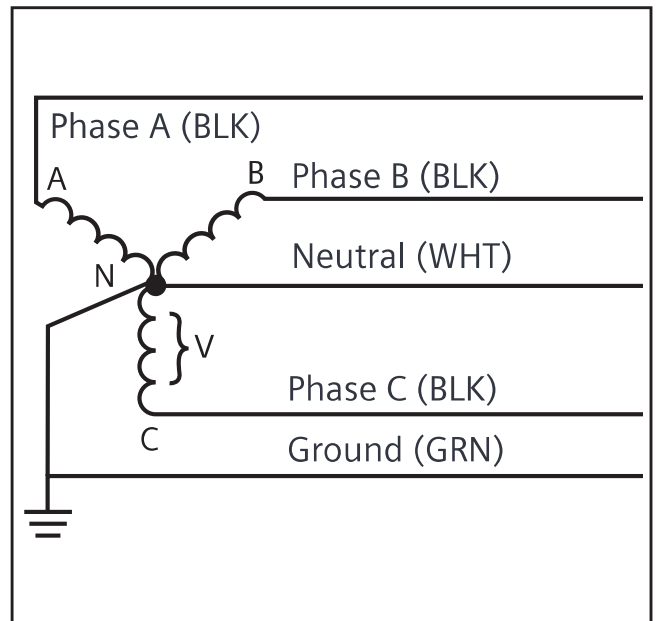 Phase A (BLK)
A
B
Phase B (BLK)
N
Neutral (WHT)
V
Phase C (BLK)
C
Ground (GRN)